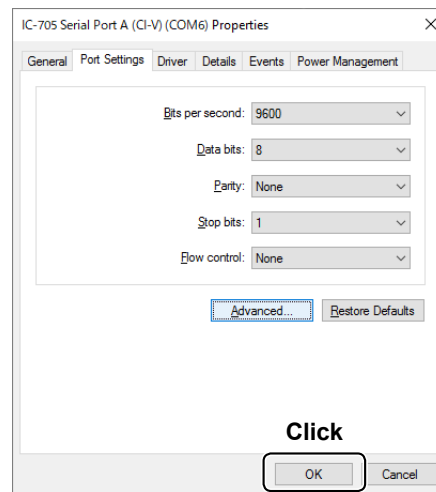 IC-705 Serial Port A (CI-V) (COM6) Properties
General Port Settings Driver Details Events Power Management
Bits per second: 9600
Data bits: 8
Parity: None
Stop bits: 1
Flow control: None
Advanced... Restore Defaults
Click
OK Cancel